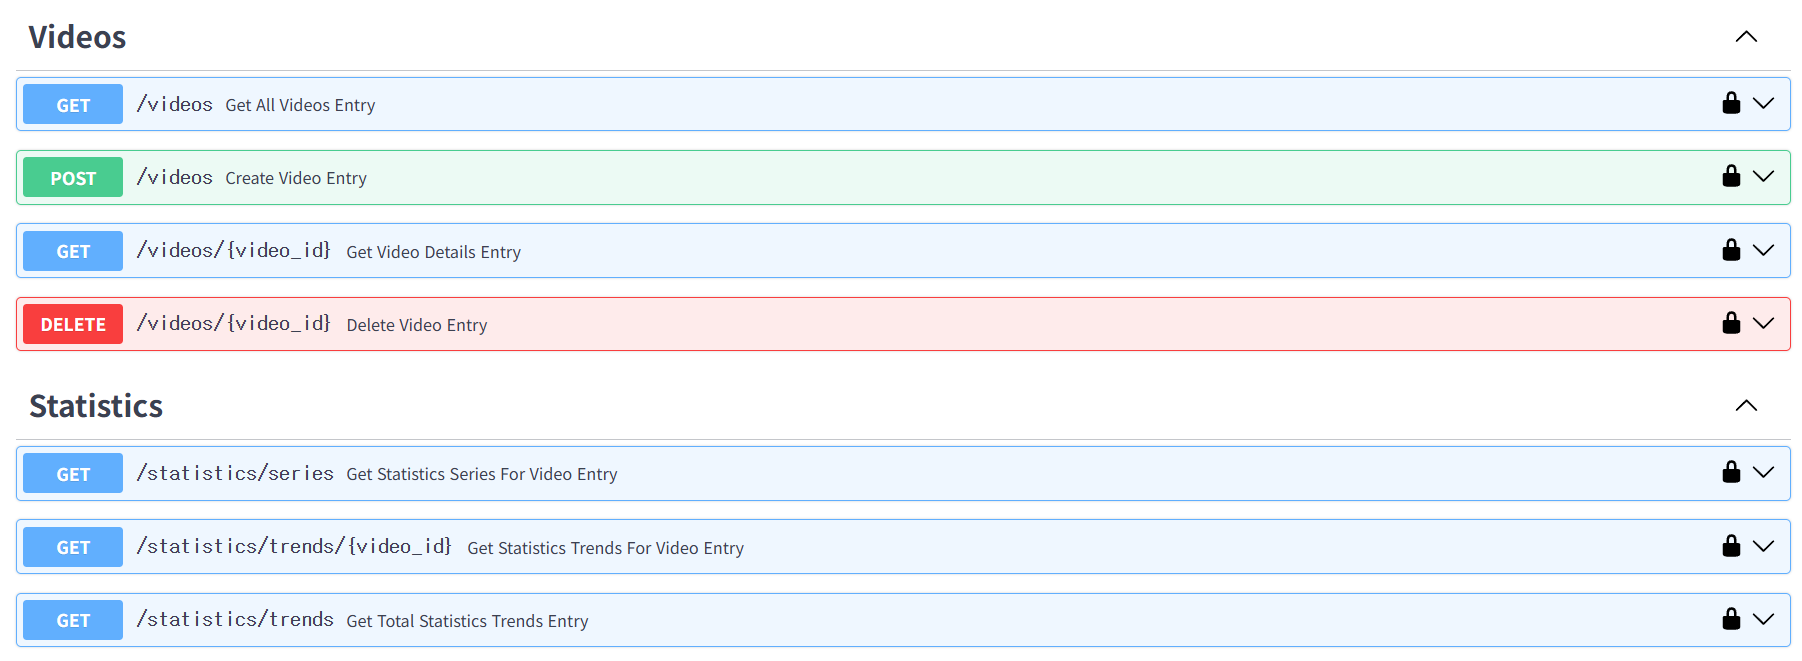 Videos
GET /videos Get All Videos Entry
POST /videos Create Video Entry
GET /videos/{video_id} Get Video Details Entry
DELETE /videos/{video_id} Delete Video Entry
Statistics
GET /statistics/series Get Statistics Series For Video Entry
GET /statistics/trends/{video_id} Get Statistics Trends For Video Entry
GET /statistics/trends Get Total Statistics Trends Entry